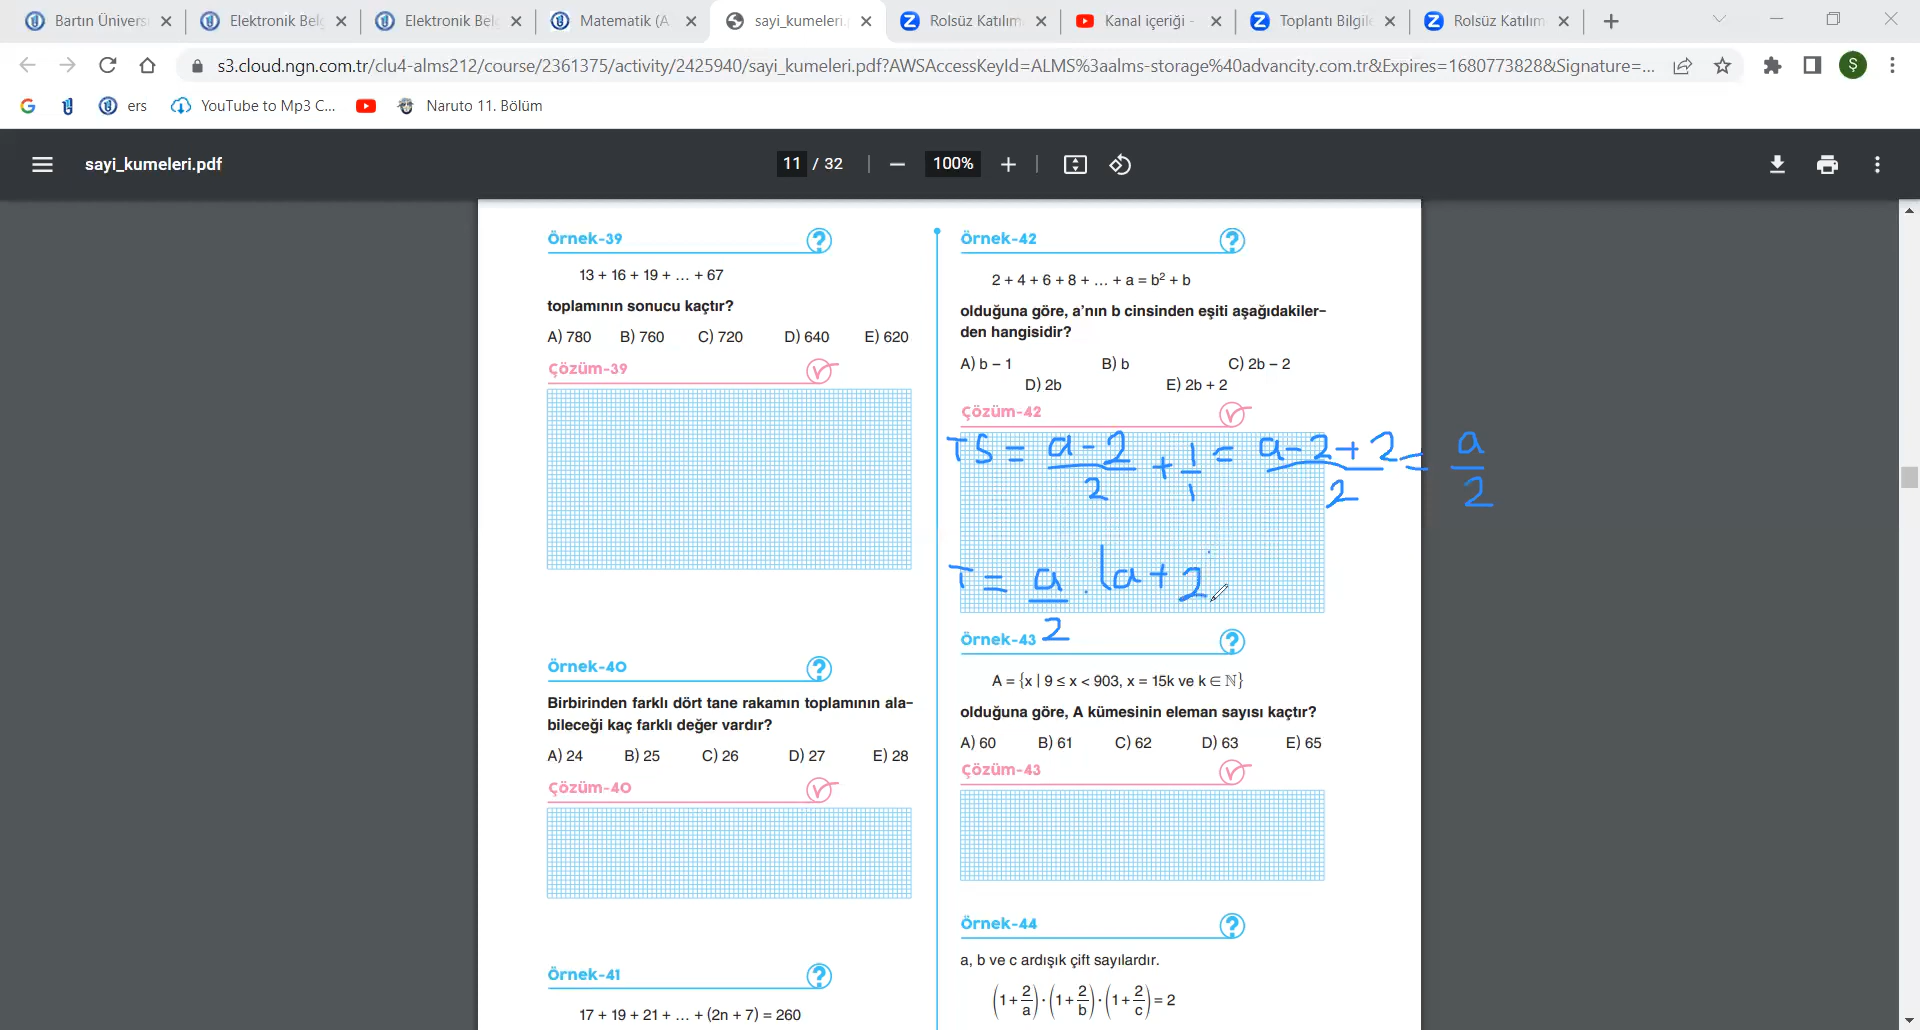 Bartın Üniversi
Elektronik Belg
Elektronik Belg
Matematik (A
sayi_kumeleri.
Rolsüz Katılım
Kanal içeriği -
Toplantı Bilgile
Rolsüz Katılım
s3.cloud.ngn.com.tr/clu4-alms212/course/2361375/activity/2425940/sayi_kumeleri.pdf?AWSAccessKeyId=ALMS%3aalms-storage%40advancity.com.tr&Expires=1680773828&Signature=...
Ş
ers
YouTube to Mp3 C...
Naruto 11. Bölüm
sayi_kumeleri.pdf
11 / 32
100%
Örnek-39
13 + 16 + 19 + ... + 67
toplamının sonucu kaçtır?
A) 780 B) 760 C) 720 D) 640 E) 620
Çözüm-39
Örnek-40
Birbirinden farklı dört tane rakamın toplamının ala-
bileceği kaç farklı değer vardır?
A) 24 B) 25 C) 26 D) 27 E) 28
Çözüm-40
Örnek-41
17 + 19 + 21 + ... + (2n + 7) = 260
Örnek-42
2 + 4 + 6 + 8 + ... + a = b² + b
olduğuna göre, a’nın b cinsinden eşiti aşağıdakiler-
den hangisidir?
A) b – 1 B) b C) 2b – 2
D) 2b E) 2b + 2
Çözüm-42
TS = a-2/2 + 1/1 = a-2+2/2 = a/2
T = a/2 . (a+2
Örnek-43
A = {x | 9 ≤ x < 903, x = 15k ve k ∈ ℕ}
olduğuna göre, A kümesinin eleman sayısı kaçtır?
A) 60 B) 61 C) 62 D) 63 E) 65
Çözüm-43
Örnek-44
a, b ve c ardışık çift sayılardır.
(1+2/a)·(1+2/b)·(1+2/c) = 2